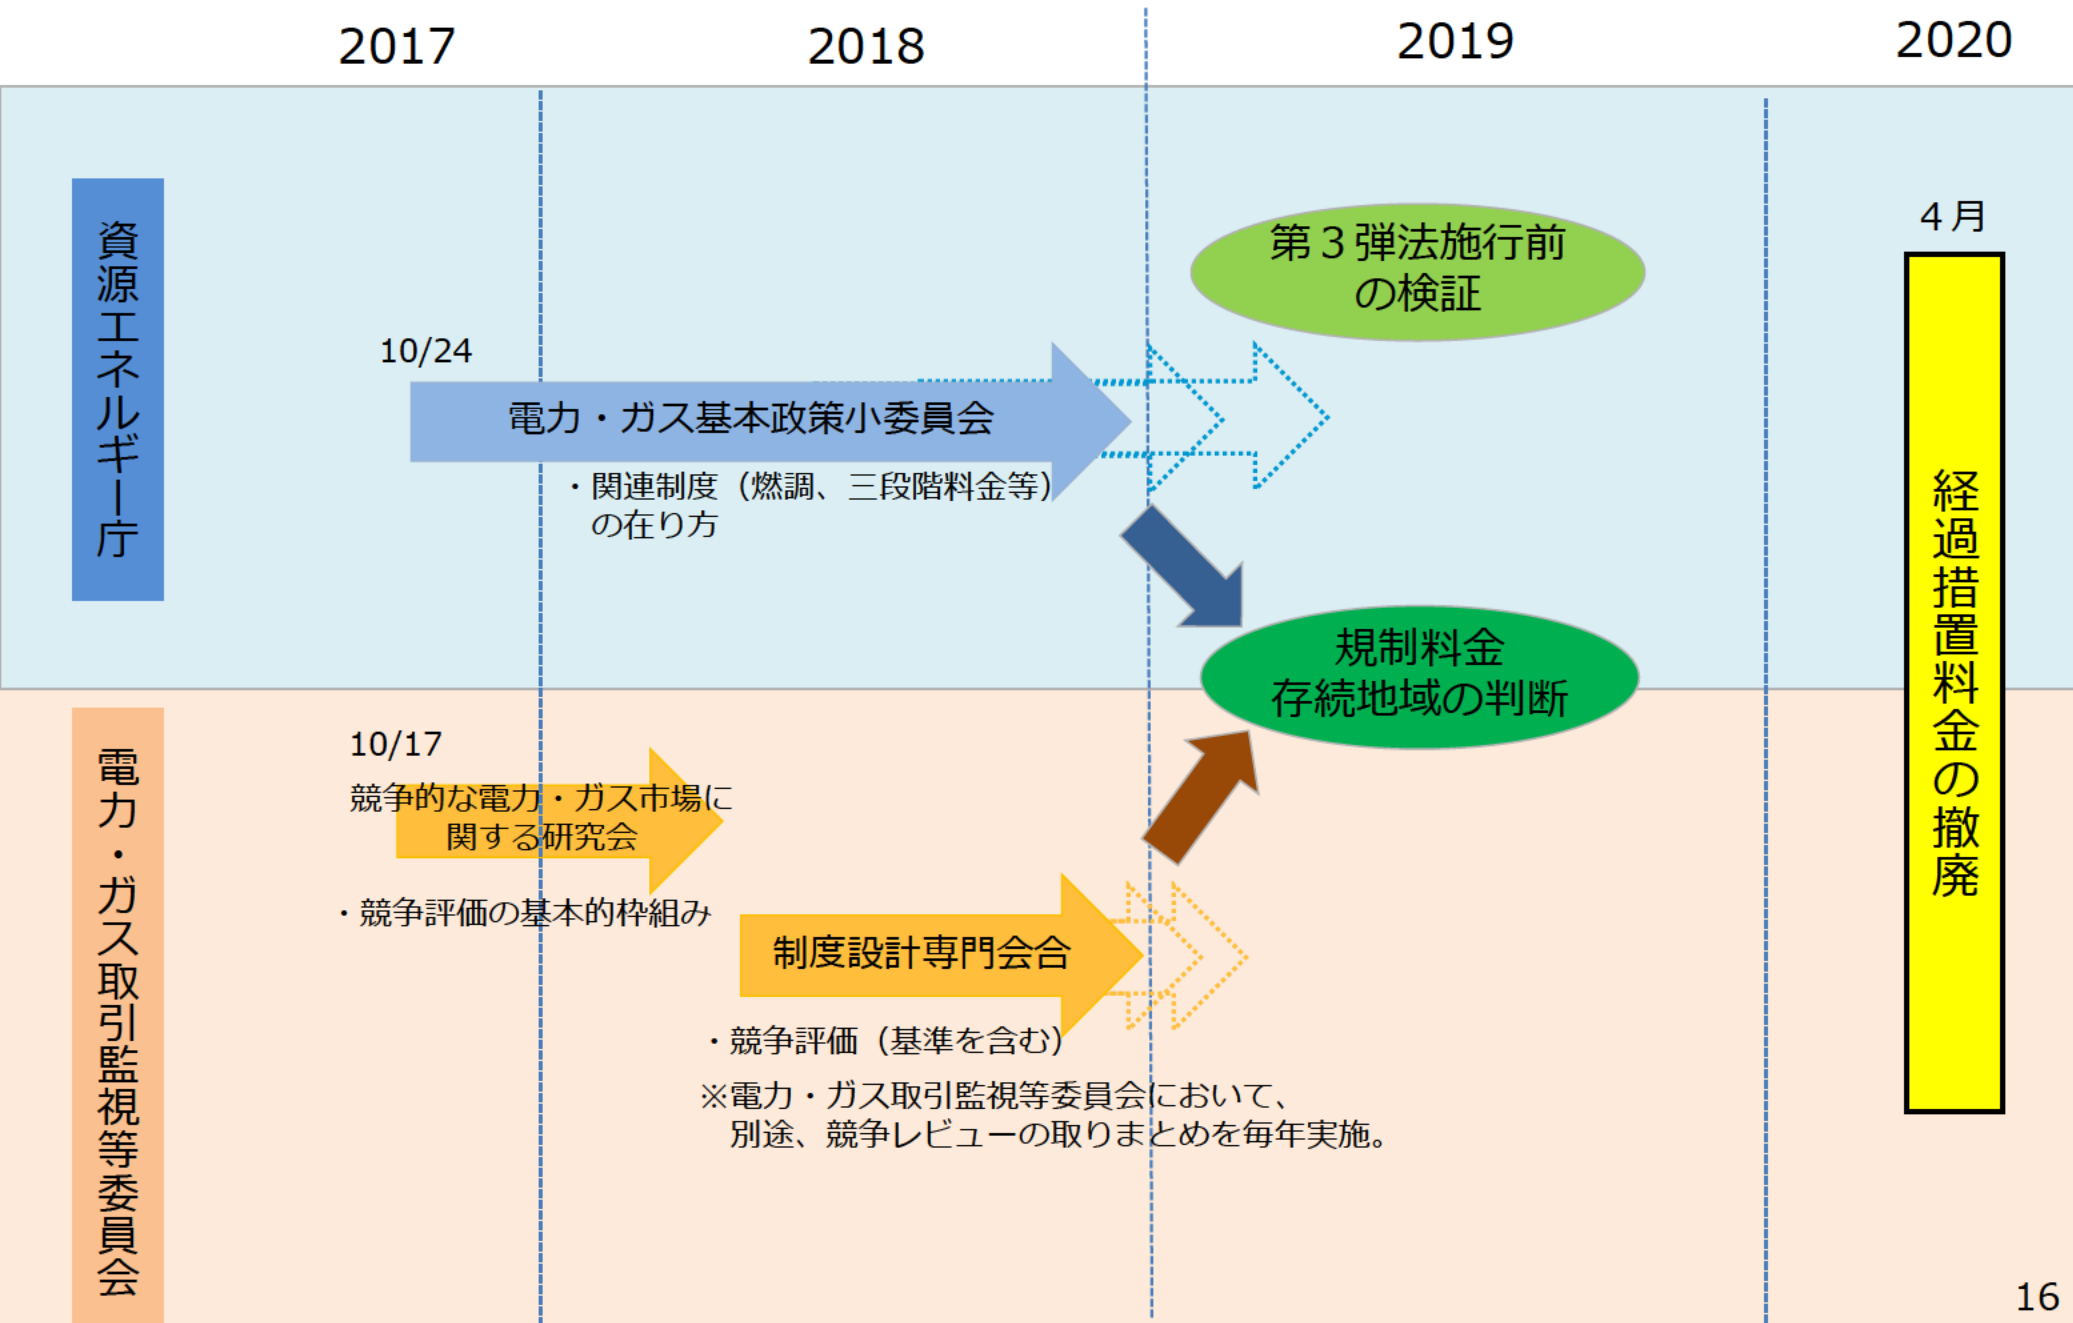 2017
2018
2019
2020
資源エネルギー庁
10/24
電力・ガス基本政策小委員会
・関連制度（燃調、三段階料金等）
の在り方
第３弾法施行前
の検証
４月
経過措置料金の撤廃
規制料金
存続地域の判断
電力・ガス取引監視等委員会
10/17
競争的な電力・ガス市場に
関する研究会
・競争評価の基本的枠組み
制度設計専門会合
・競争評価（基準を含む）
※電力・ガス取引監視等委員会において、
別途、競争レビューの取りまとめを毎年実施。
16